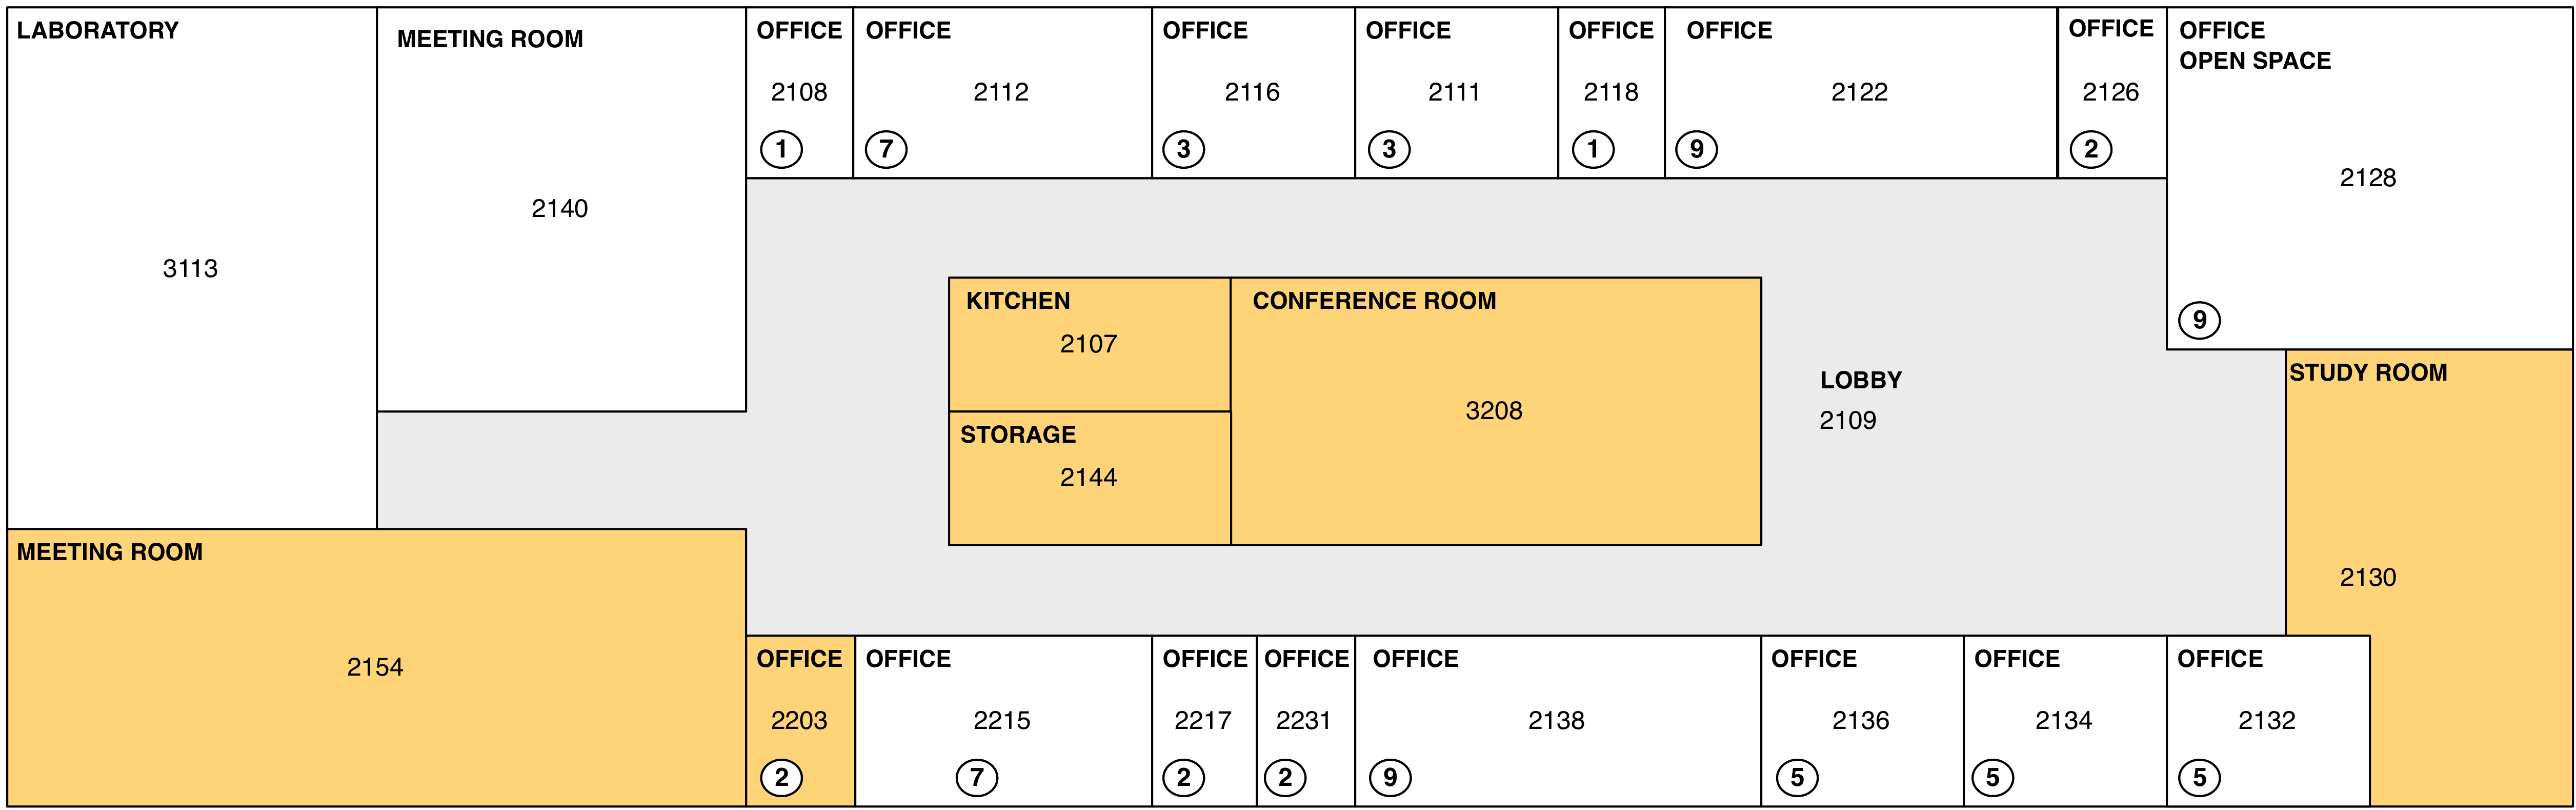 LABORATORY
3113
MEETING ROOM
2140
OFFICE
2108
1
OFFICE
2112
7
OFFICE
2116
3
OFFICE
2111
3
OFFICE
2118
1
OFFICE
2122
9
OFFICE
2126
2
OFFICE
OPEN SPACE
2128
9
KITCHEN
2107
CONFERENCE ROOM
3208
STORAGE
2144
LOBBY
2109
STUDY ROOM
2130
MEETING ROOM
2154
OFFICE
2203
2
OFFICE
2215
7
OFFICE
2217
2
OFFICE
2231
2
OFFICE
2138
9
OFFICE
2136
5
OFFICE
2134
5
OFFICE
2132
5